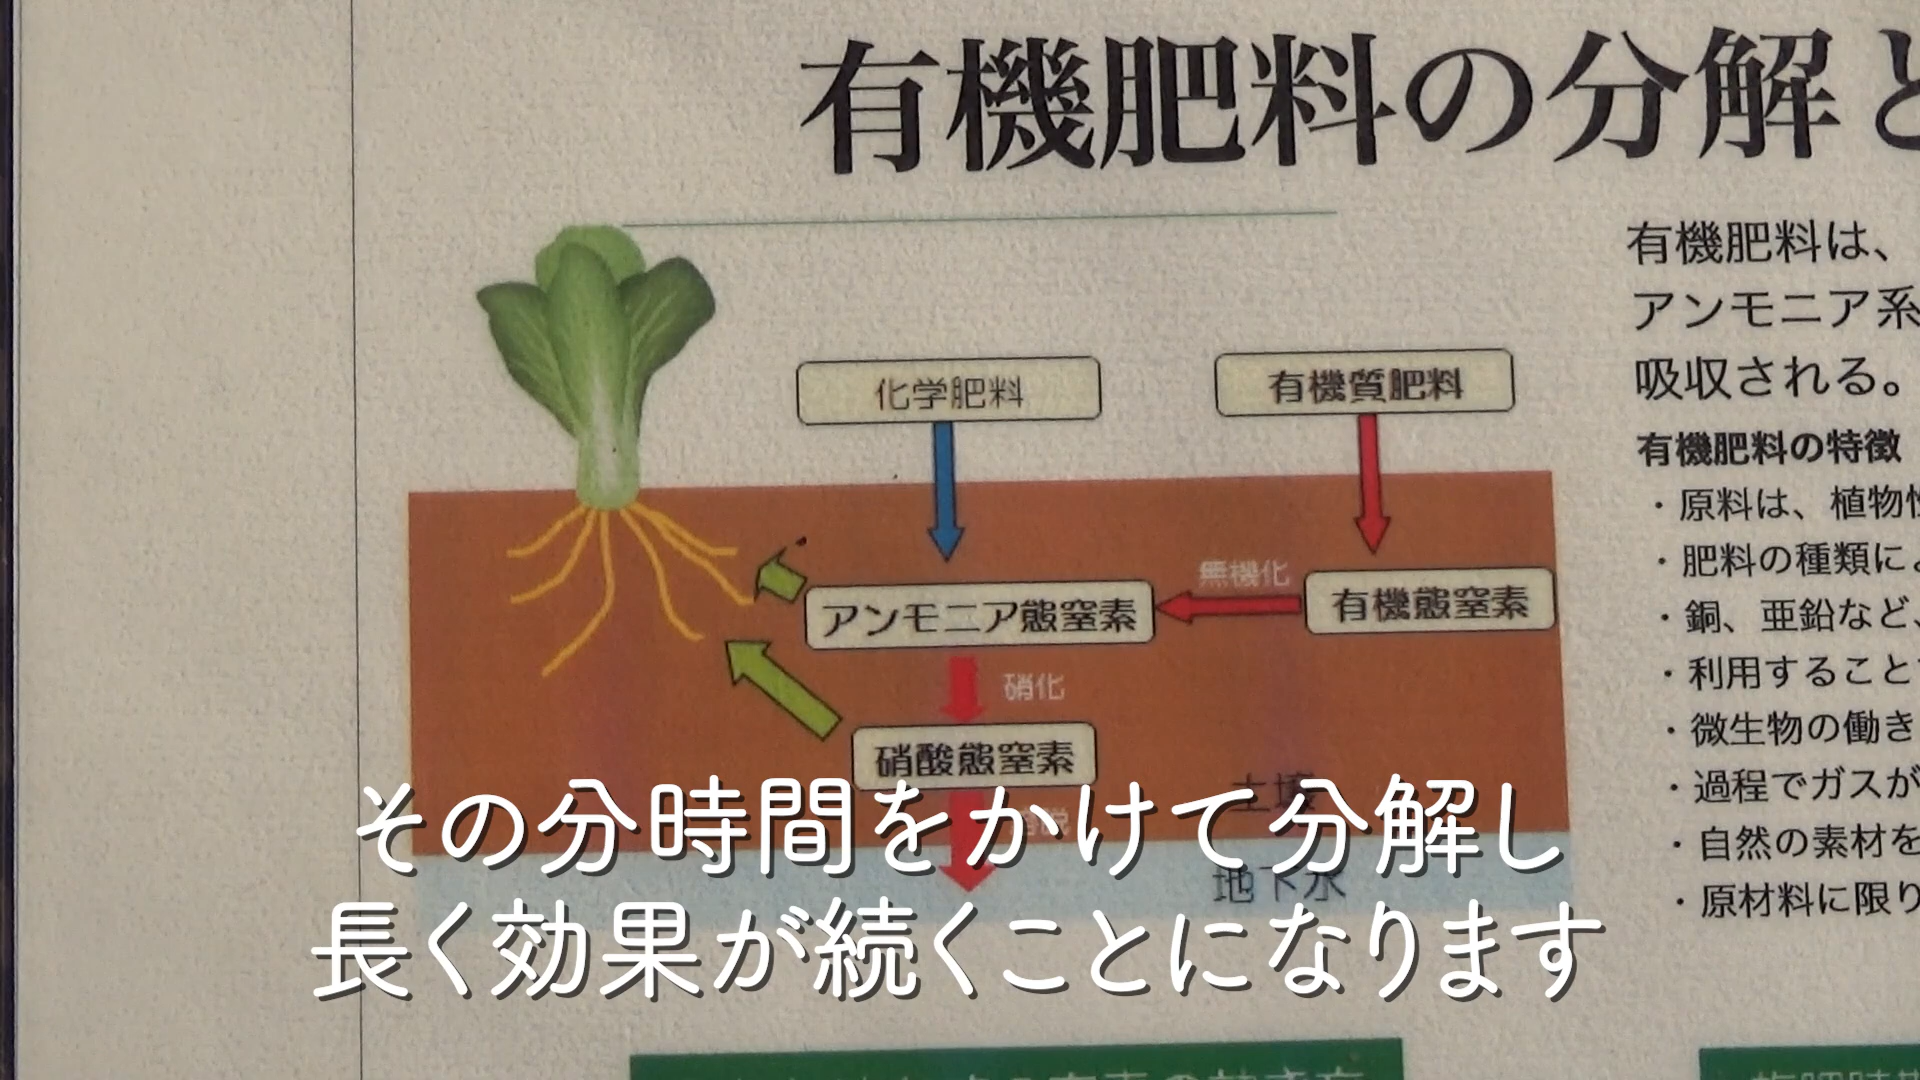 有機肥料の分解と
有機肥料は、
アンモニア系
吸収される。
有機肥料の特徴
・原料は、植物性
・肥料の種類によ
・銅、亜鉛など、
・利用すること
・微生物の働き
・過程でガスが
・自然の素材を
・原材料に限り
化学肥料
有機質肥料
無機化
アンモニア態窒素
有機態窒素
硝化
硝酸態窒素
土壌
溶脱
地下水
その分時間をかけて分解し
長く効果が続くことになります